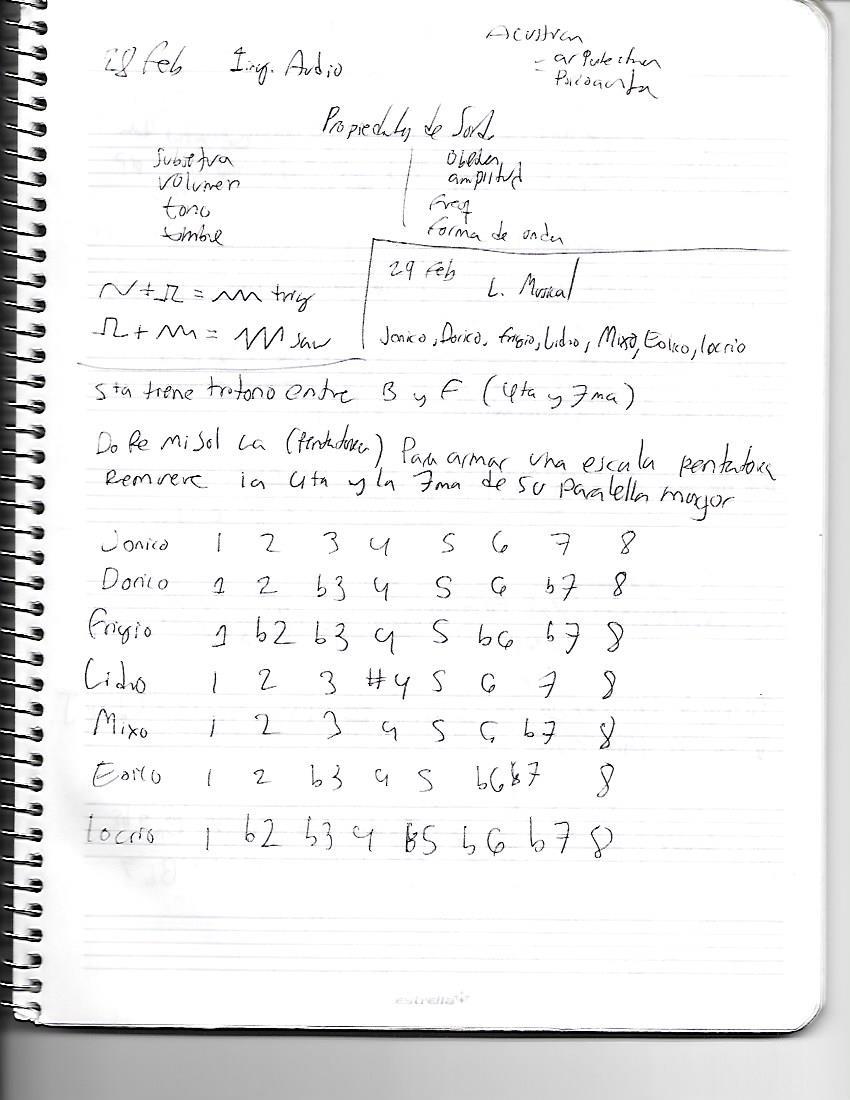 28 Feb Ing. Audio
Acustica
- arquitectura
Psicoacusta
Propiedades de Sonido
Subjetiva
volumen
tono
timbre
Objetiva
amplitud
Freq
Forma de onda
= trig
= saw
29 Feb L. Musical
Jonico, Dorico, frigio, Lidio, Mixo, Eolico, locrio
5ta tiene tritono entre B y F (4ta y 7ma)
Do Re Mi Sol La (Pentatonica) Para armar una escala pentatonica
Remueve la 4ta y la 7ma de su paralella mayor
Jonico 1 2 3 4 5 6 7 8
Dorico 1 2 b3 4 5 6 b7 8
Frigio 1 b2 b3 4 5 b6 b7 8
Lidio 1 2 3 #4 5 6 7 8
Mixo 1 2 3 4 5 6 b7 8
Eolico 1 2 b3 4 5 b6 b7 8
Locrio 1 b2 b3 4 b5 b6 b7 8
estrella